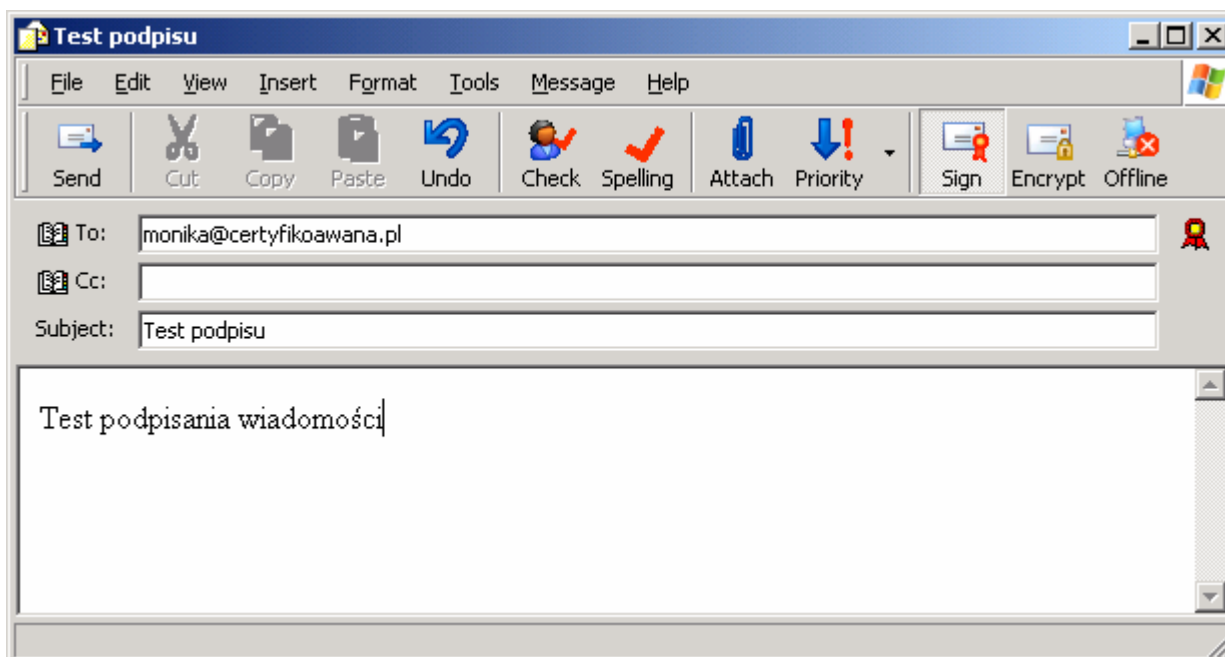 Test podpisu
File Edit View Insert Format Tools Message Help
Send Cut Copy Paste Undo Check Spelling Attach Priority Sign Encrypt Offline
To: monika@certyfikoawana.pl
Cc:
Subject: Test podpisu
Test podpisania wiadomości